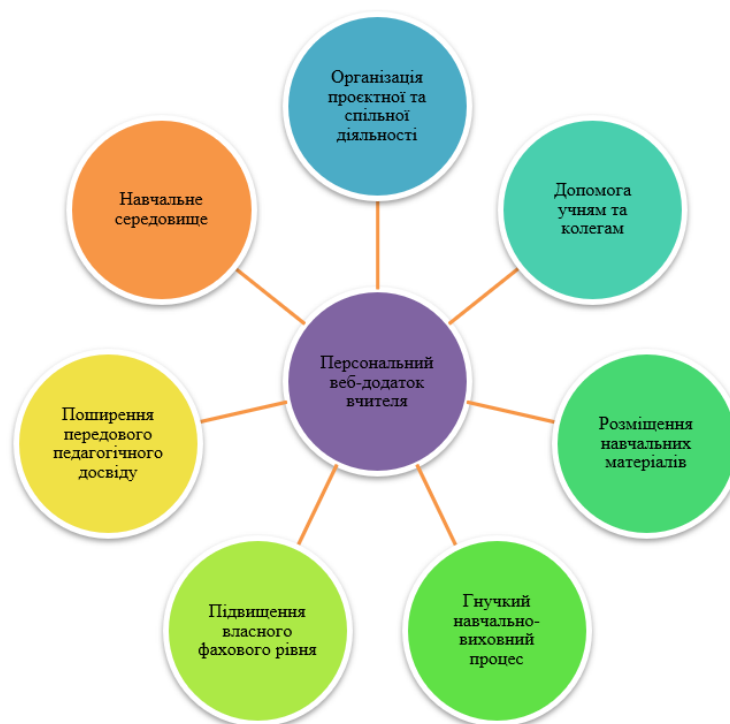 Організація
проєктної та
спільної
діяльності
Допомога
учням та
колегам
Розміщення
навчальних
матеріалів
Гнучкий
навчально-
виховний
процес
Підвищення
власного
фахового рівня
Поширення
передового
педагогічного
досвіду
Навчальне
середовище
Персональний
веб-додаток
вчителя